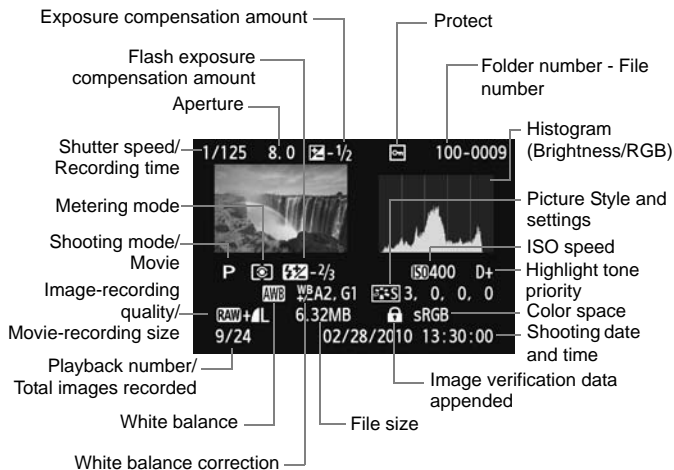 Exposure compensation amount
Protect
Flash exposure
compensation amount
Folder number - File
number
Aperture
Histogram
(Brightness/RGB)
Shutter speed/
Recording time
1/125 8.0 -1/2 100-0009
Metering mode
Picture Style and
settings
Shooting mode/
Movie
ISO speed
P -2/3 ISO400 D+
Highlight tone
priority
Image-recording
quality/
Movie-recording size
AWB WB+/- A2, G1 S 3, 0, 0, 0
RAW+L 6.32MB sRGB
Color space
9/24 02/28/2010 13:30:00
Shooting date
and time
Playback number/
Total images recorded
Image verification data
appended
White balance
File size
White balance correction